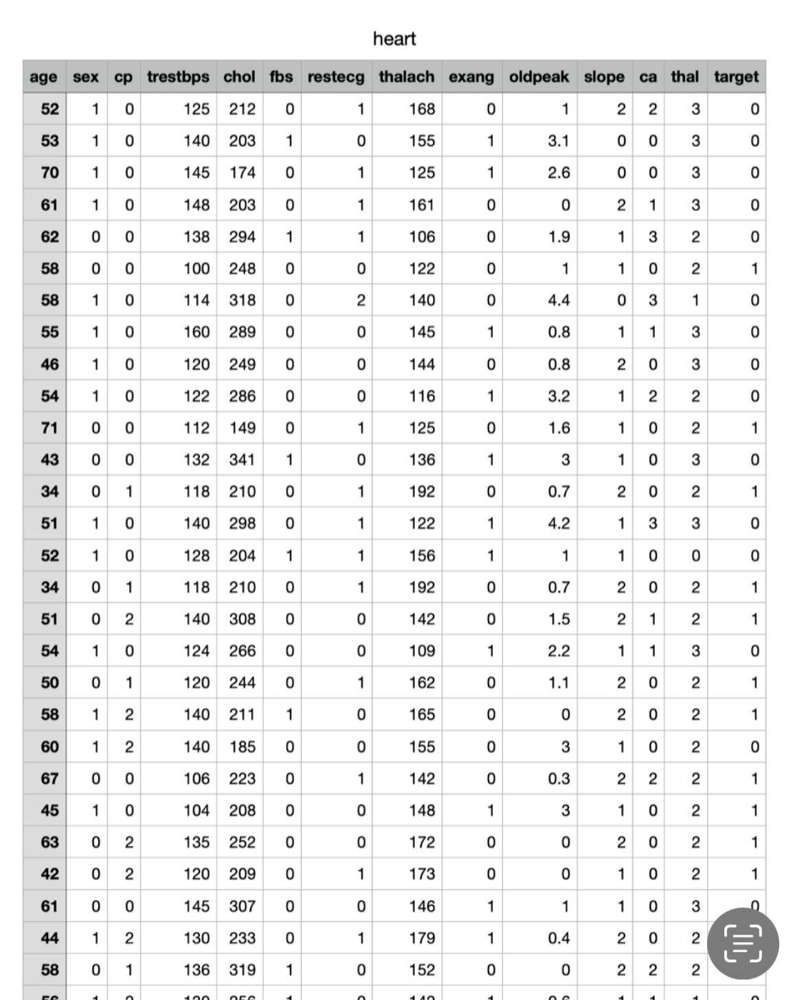 heart
age sex cp trestbps chol fbs restecg thalach exang oldpeak slope ca thal target
52 1 0 125 212 0 1 168 0 1 2 2 3 0
53 1 0 140 203 1 0 155 1 3.1 0 0 3 0
70 1 0 145 174 0 1 125 1 2.6 0 0 3 0
61 1 0 148 203 0 1 161 0 0 2 1 3 0
62 0 0 138 294 1 1 106 0 1.9 1 3 2 0
58 0 0 100 248 0 0 122 0 1 1 0 2 1
58 1 0 114 318 0 2 140 0 4.4 0 3 1 0
55 1 0 160 289 0 0 145 1 0.8 1 1 3 0
46 1 0 120 249 0 0 144 0 0.8 2 0 3 0
54 1 0 122 286 0 0 116 1 3.2 1 2 2 0
71 0 0 112 149 0 1 125 0 1.6 1 0 2 1
43 0 0 132 341 1 0 136 1 3 1 0 3 0
34 0 1 118 210 0 1 192 0 0.7 2 0 2 1
51 1 0 140 298 0 1 122 1 4.2 1 3 3 0
52 1 0 128 204 1 1 156 1 1 1 0 0 0
34 0 1 118 210 0 1 192 0 0.7 2 0 2 1
51 0 2 140 308 0 0 142 0 1.5 2 1 2 1
54 1 0 124 266 0 0 109 1 2.2 1 1 3 0
50 0 1 120 244 0 1 162 0 1.1 2 0 2 1
58 1 2 140 211 1 0 165 0 0 2 0 2 1
60 1 2 140 185 0 0 155 0 3 1 0 2 0
67 0 0 106 223 0 1 142 0 0.3 2 2 2 1
45 1 0 104 208 0 0 148 1 3 1 0 2 1
63 0 2 135 252 0 0 172 0 0 2 0 2 1
42 0 2 120 209 0 1 173 0 0 1 0 2 1
61 0 0 145 307 0 0 146 1 1 1 0 3 0
44 1 2 130 233 0 1 179 1 0.4 2 0 2
58 0 1 136 319 1 0 152 0 0 2 2 2